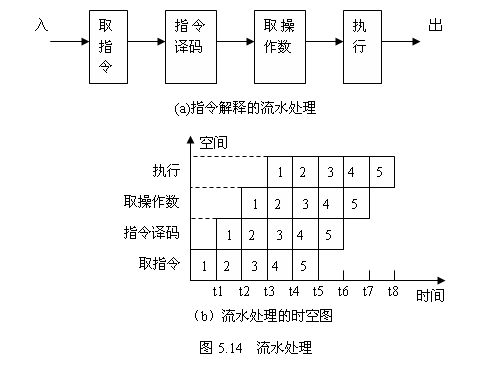 入 取指令 指令译码 取操作数 执行 出
(a)指令解释的流水处理
空间
执行 1 2 3 4 5
取操作数 1 2 3 4 5
指令译码 1 2 3 4 5
取指令 1 2 3 4 5
t1 t2 t3 t4 t5 t6 t7 t8 时间
（b）流水处理的时空图
图 5.14 流水处理